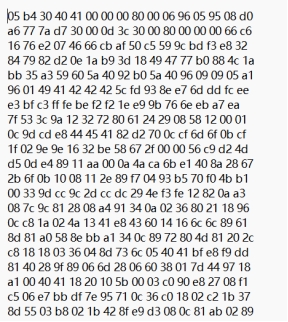 05 b4 30 40 41 00 00 00 80 00 06 96 05 95 08 d0
a6 77 7a d7 30 00 0d 3c 30 00 80 00 00 00 66 c6
16 76 e2 07 46 66 cb af 50 c5 59 9c bd f3 e8 32
84 79 82 d2 0e 1a b9 3d 18 49 47 77 b0 88 4c 1a
bb 35 a3 59 60 5a 40 92 b0 5a 40 96 09 09 05 a1
96 01 49 41 42 42 42 5c fd 93 8e e7 6d dd fc ee
e3 bf c3 ff fe be f2 f2 1e e9 9b 76 6e eb a7 ea
7f 53 3c 9a 12 32 72 80 61 24 29 08 58 12 00 01
0c 9d cd e8 44 45 41 82 d2 70 0c cf 6d 6f 0b cf
1f 02 9e 9e 16 32 be 58 67 2f 00 00 56 c9 d2 4d
d5 0d e4 89 11 aa 00 0a 4a ca 6b e1 40 8a 28 67
2b 6f 0b 10 08 11 2e 89 f7 04 93 b5 70 f0 4b b1
00 33 9d cc 9c 2d cc dc 29 4e f3 fe 12 82 0a a3
08 7c 9c 81 28 08 a4 91 34 0a 02 36 80 21 18 96
0c c8 1a 02 4a 13 41 e8 43 60 14 16 6c 6c 89 61
8d 81 a0 58 8e bb a1 34 0c 89 72 80 4d 81 20 2c
c8 18 18 03 36 04 8d 73 6c 05 40 41 bf e8 f9 dd
81 40 28 9f 89 06 6d 28 06 60 38 01 7d 44 97 18
a1 00 40 41 18 20 10 5b 00 03 c0 90 e8 27 08 f1
c5 06 e7 bb df 7e 95 71 0c 36 c0 18 02 c2 1b 37
8d 55 03 b8 02 1b 42 8f e9 d3 08 0c 81 ab 02 89